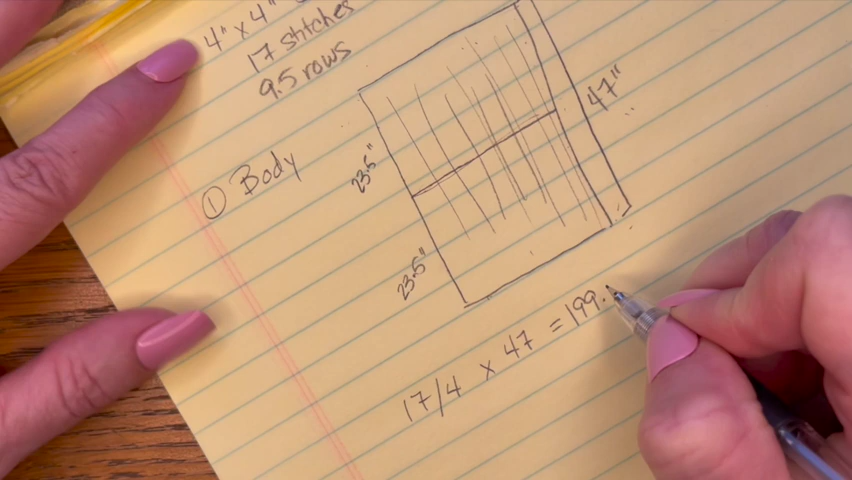 4" x 4"
17 stitches
9.5 rows
① Body
23.5"
47"
23.5"
17/4 x 47 = 199.